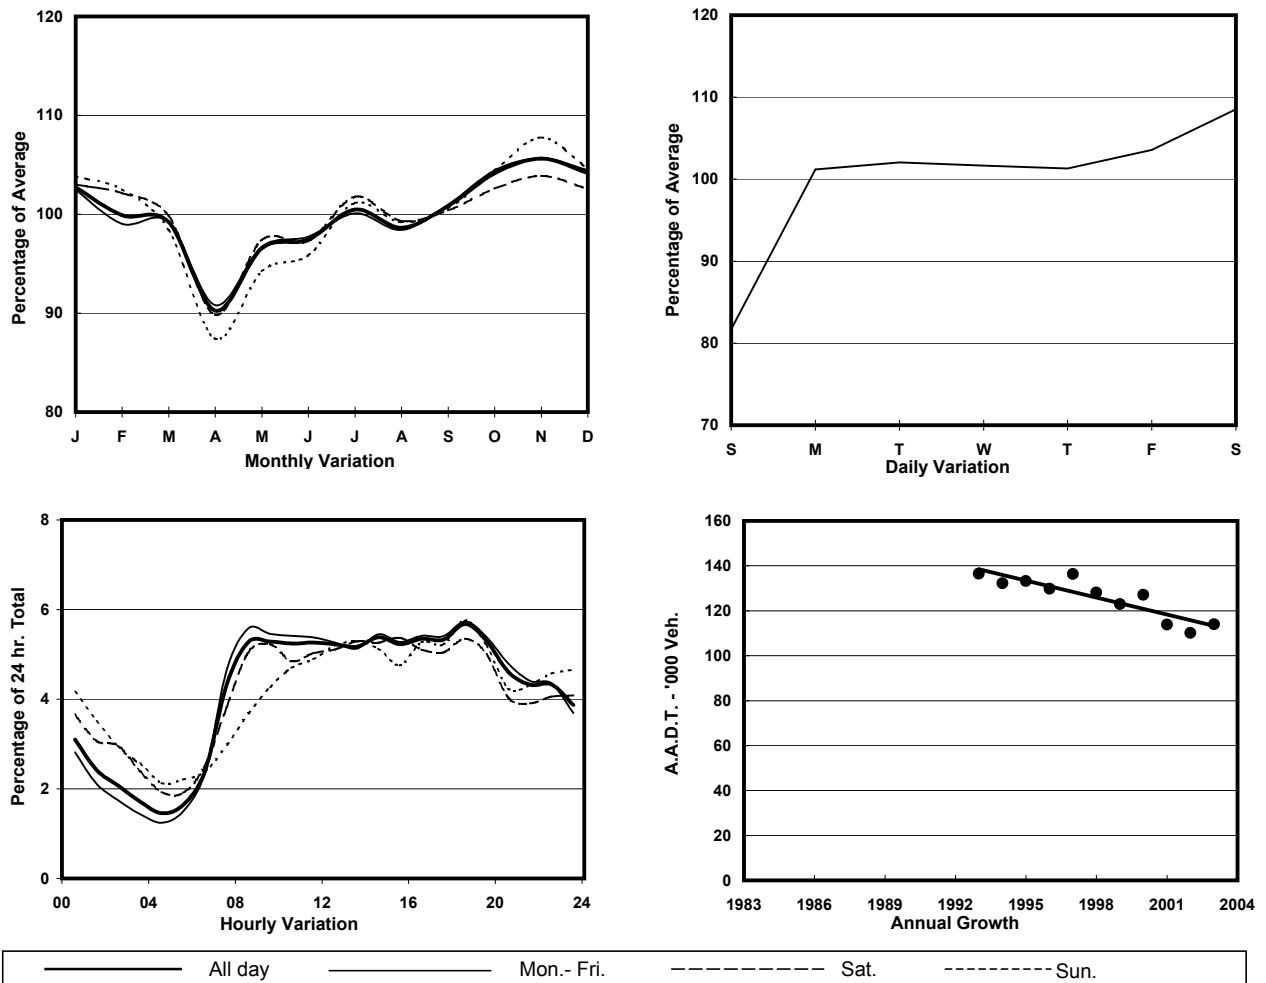 120
110
100
90
80
Percentage of Average
J F M A M J J A S O N D
Monthly Variation
120
110
100
90
80
70
Percentage of Average
S M T W T F S
Daily Variation
8
6
4
2
0
Percentage of 24 hr. Total
00 04 08 12 16 20 24
Hourly Variation
160
140
120
100
80
60
40
20
0
A.A.D.T. - '000 Veh.
1983 1986 1989 1992 1995 1998 2001 2004
Annual Growth
All day Mon.- Fri. Sat. Sun.